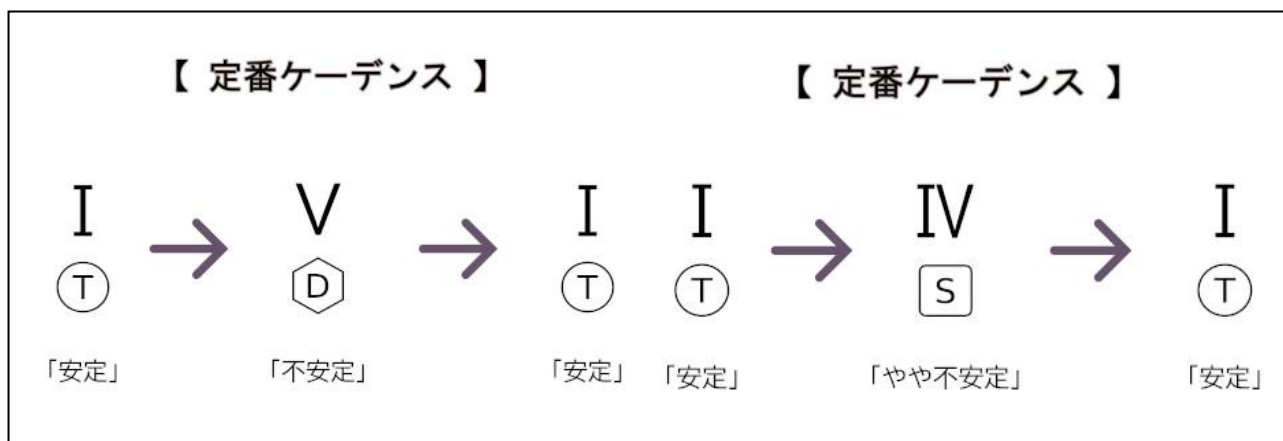 【 定番ケーデンス 】 【 定番ケーデンス 】
Ⅰ → Ⅴ → Ⅰ Ⅰ → Ⅳ → Ⅰ
T D T T S T
「安定」 「不安定」 「安定」 「安定」 「やや不安定」 「安定」